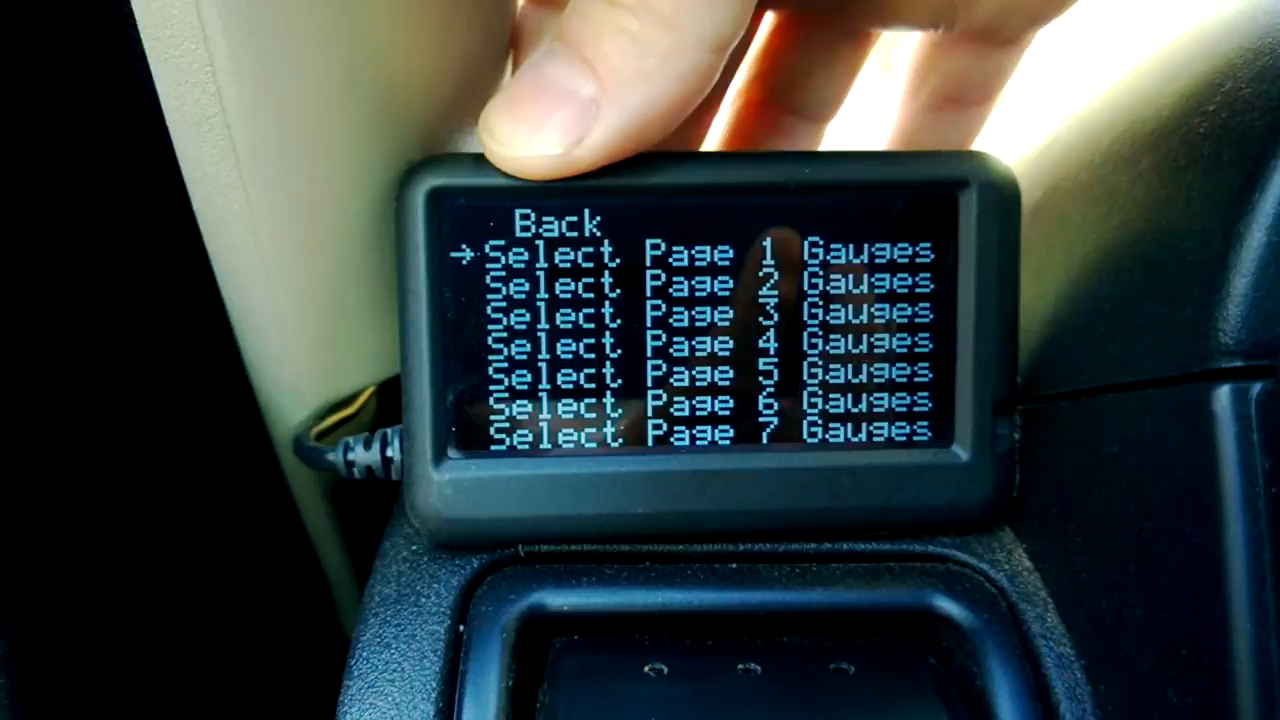 Back
→Select Page 1 Gauges
Select Page 2 Gauges
Select Page 3 Gauges
Select Page 4 Gauges
Select Page 5 Gauges
Select Page 6 Gauges
Select Page 7 Gauges